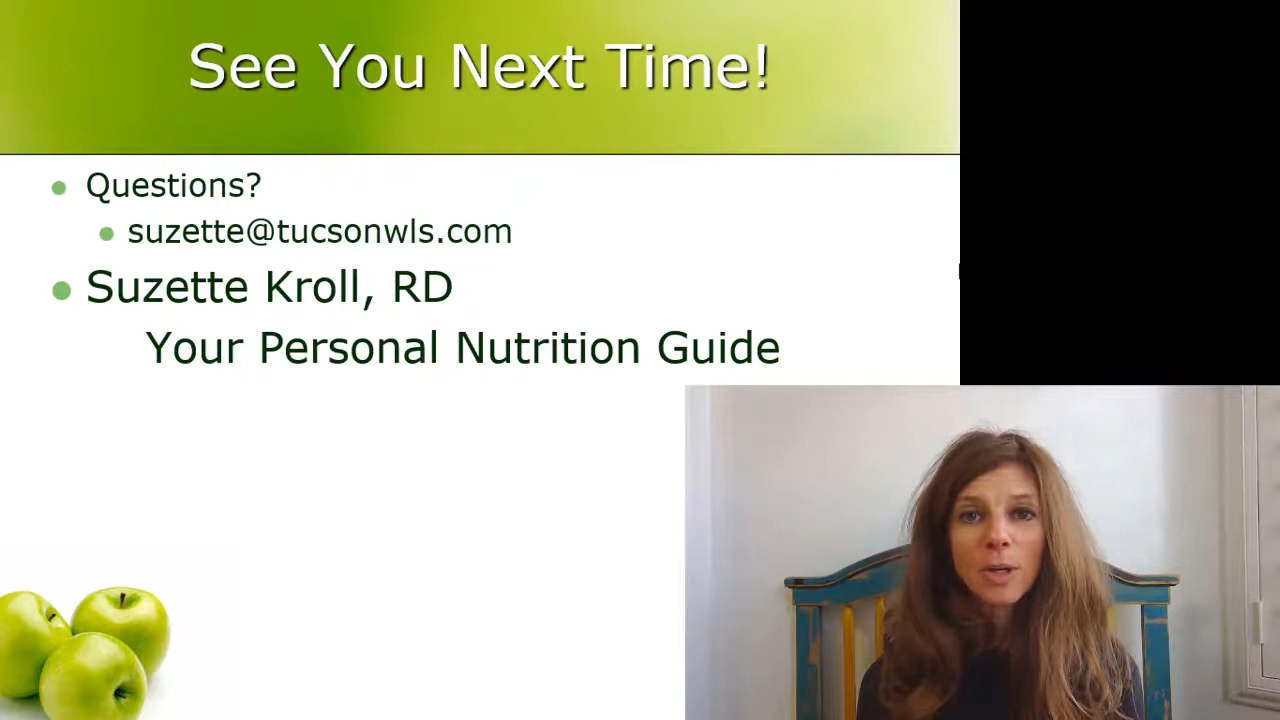 See You Next Time!
Questions?
suzette@tucsonwls.com
Suzette Kroll, RD
Your Personal Nutrition Guide